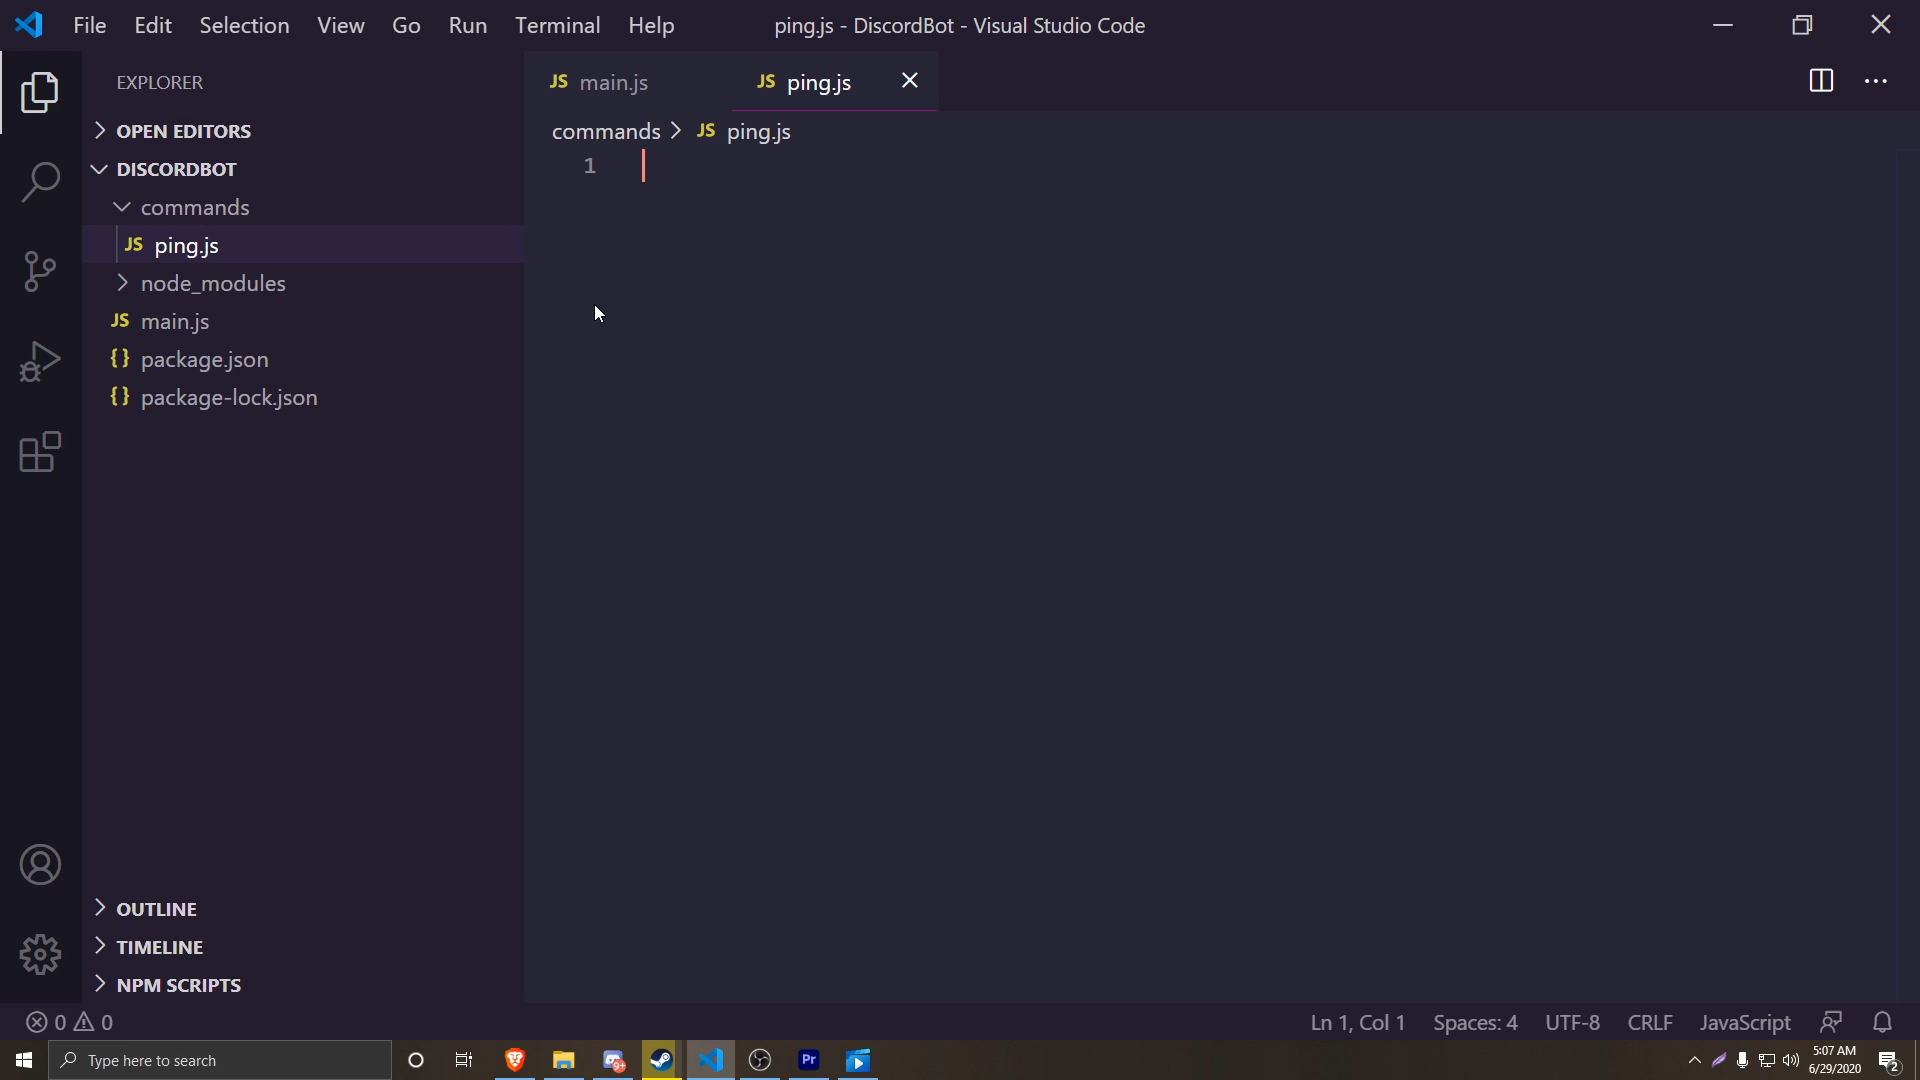 File Edit Selection View Go Run Terminal Help ping.js - DiscordBot - Visual Studio Code
EXPLORER
OPEN EDITORS
DISCORDBOT
commands
JS ping.js
node_modules
JS main.js
{} package.json
{} package-lock.json
OUTLINE
TIMELINE
NPM SCRIPTS
JS main.js JS ping.js
commands > JS ping.js
1
0 0 Ln 1, Col 1 Spaces: 4 UTF-8 CRLF JavaScript
Type here to search 9+ Pr 5:07 AM
6/29/2020 2